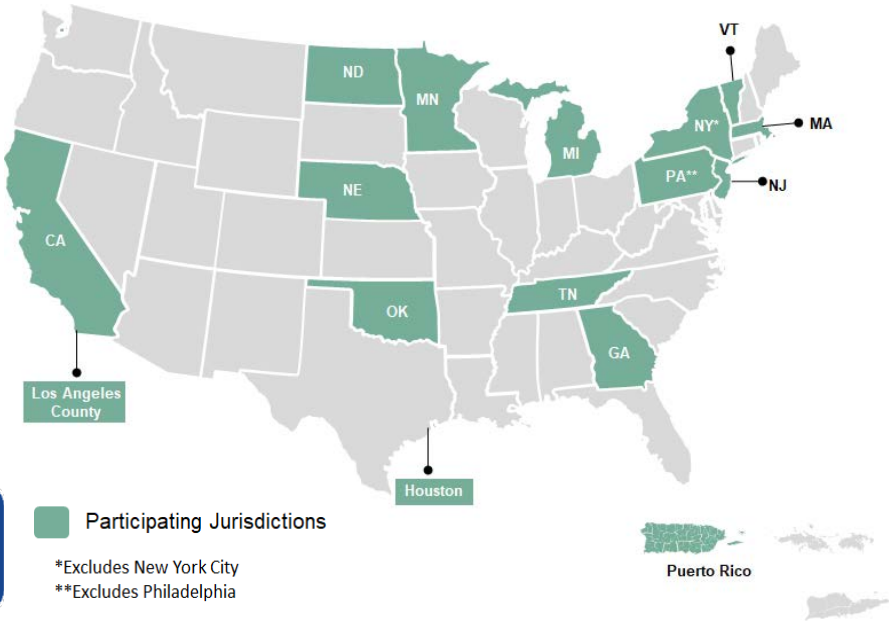 VT
ND
MN
NY*
MA
MI
PA**
NJ
NE
CA
TN
OK
GA
Los Angeles
County
Houston
Participating Jurisdictions
*Excludes New York City
**Excludes Philadelphia
Puerto Rico